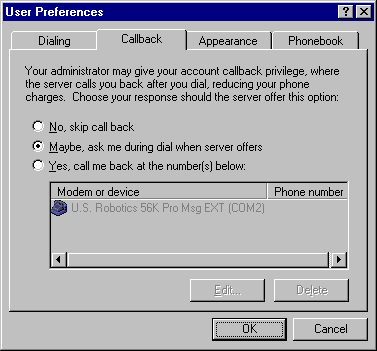 User Preferences
Dialing Callback Appearance Phonebook
Your administrator may give your account callback privilege, where
the server calls you back after you dial, reducing your phone
charges. Choose your response should the server offer this option:
No, skip call back
Maybe, ask me during dial when server offers
Yes, call me back at the number(s) below:
Modem or device Phone number
U.S. Robotics 56K Pro Msg EXT (COM2)
Edit... Delete
OK Cancel